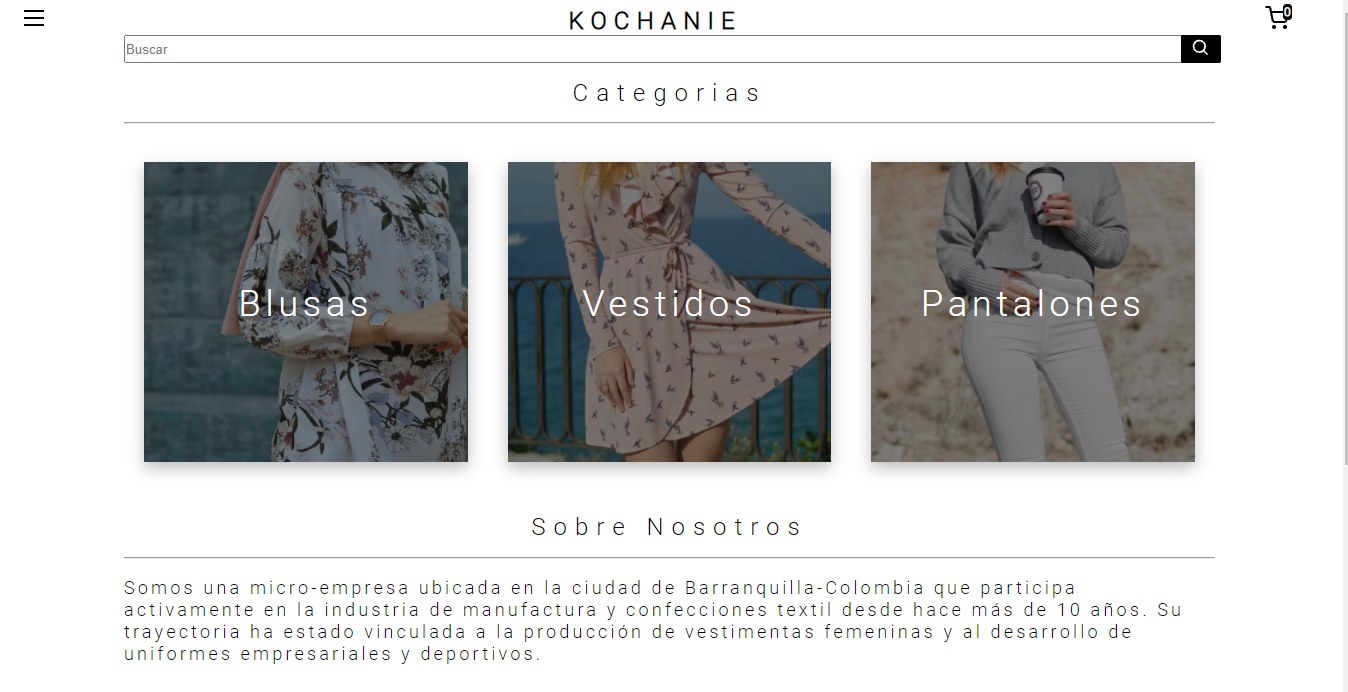 KOCHANIE
0
Buscar
Categorias
Blusas
Vestidos
Pantalones
Sobre Nosotros
Somos una micro-empresa ubicada en la ciudad de Barranquilla-Colombia que participa
activamente en la industria de manufactura y confecciones textil desde hace más de 10 años. Su
trayectoria ha estado vinculada a la producción de vestimentas femeninas y al desarrollo de
uniformes empresariales y deportivos.